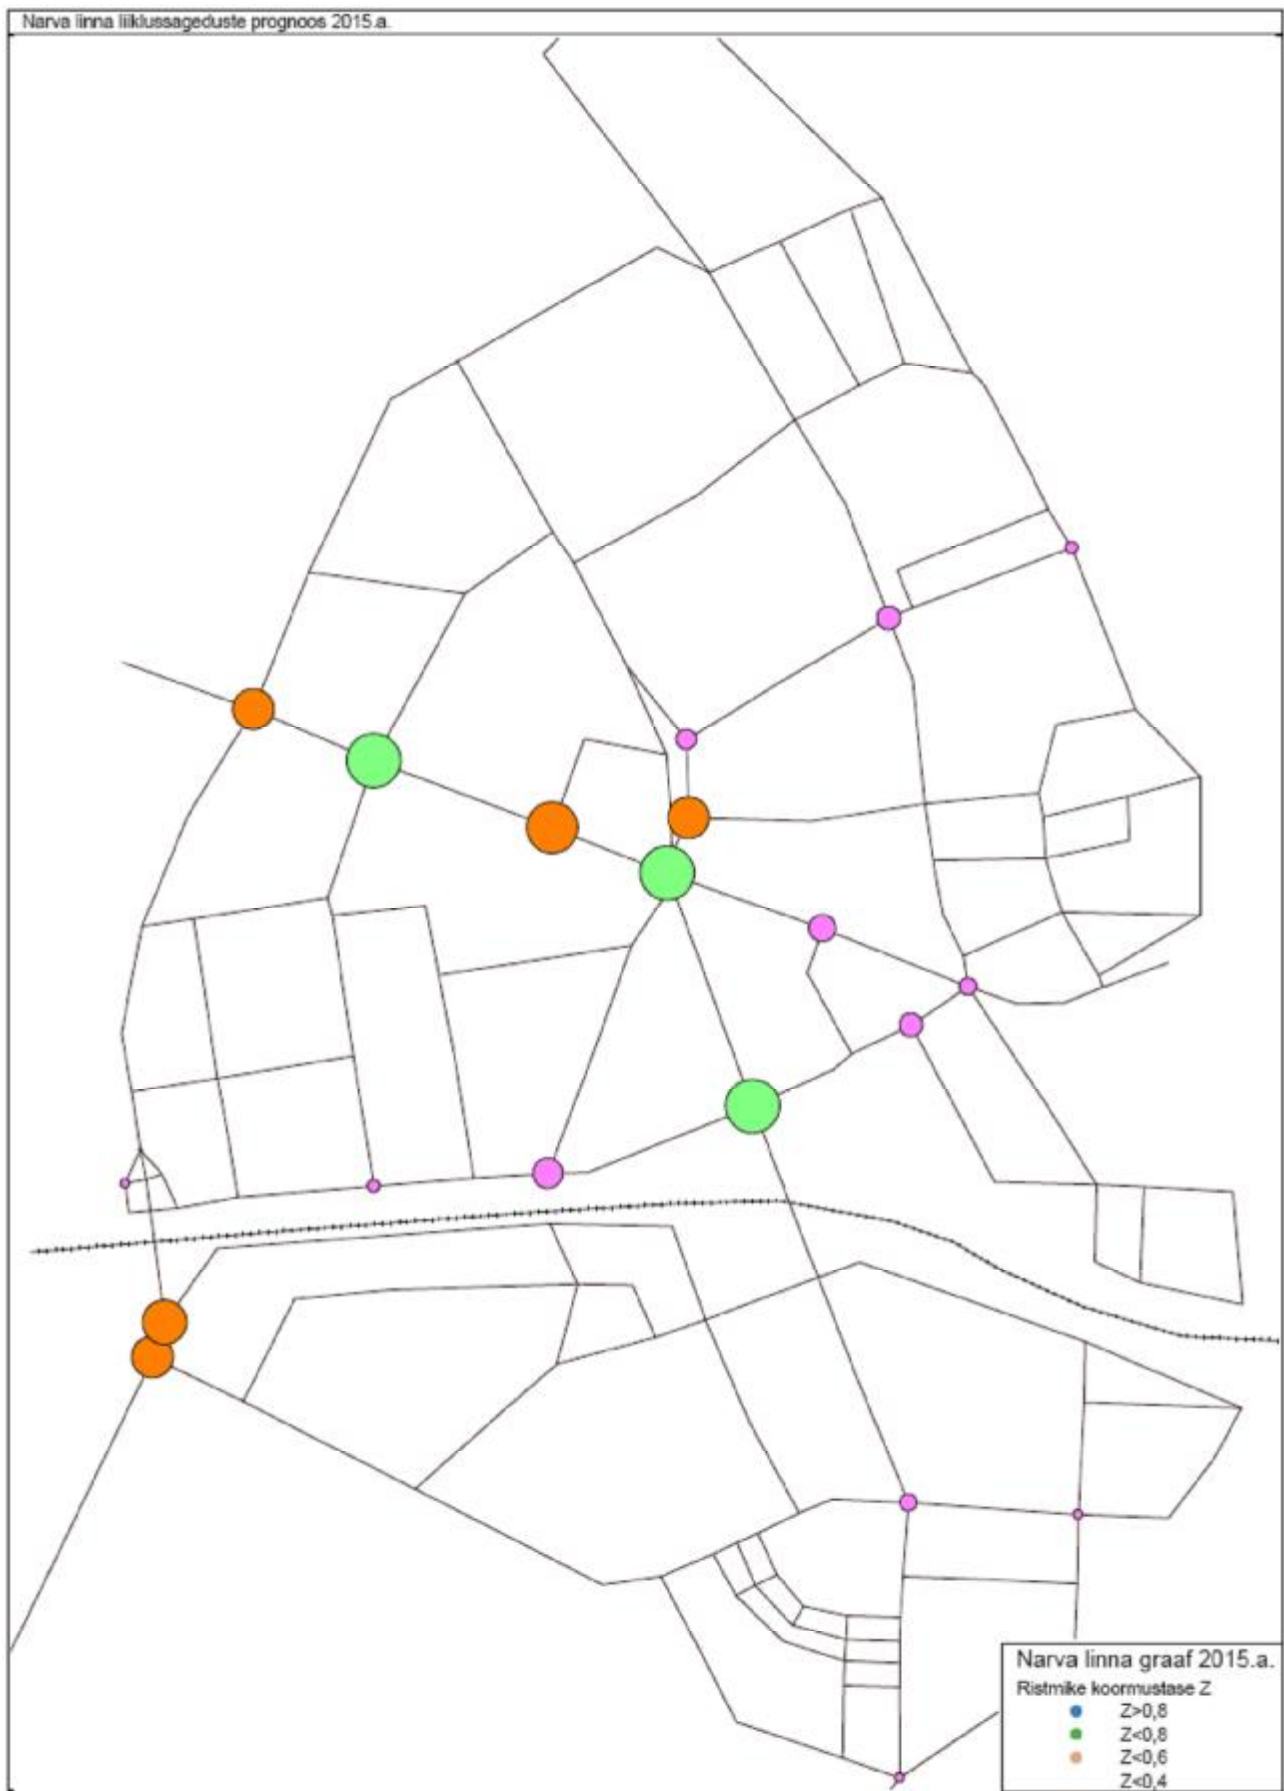 Narva linna liiklussageduste prognoos 2015.a.
Narva linna graaf 2015.a.
Ristmike koormustase Z
Z>0,8
Z<0,8
Z<0,6
Z<0,4